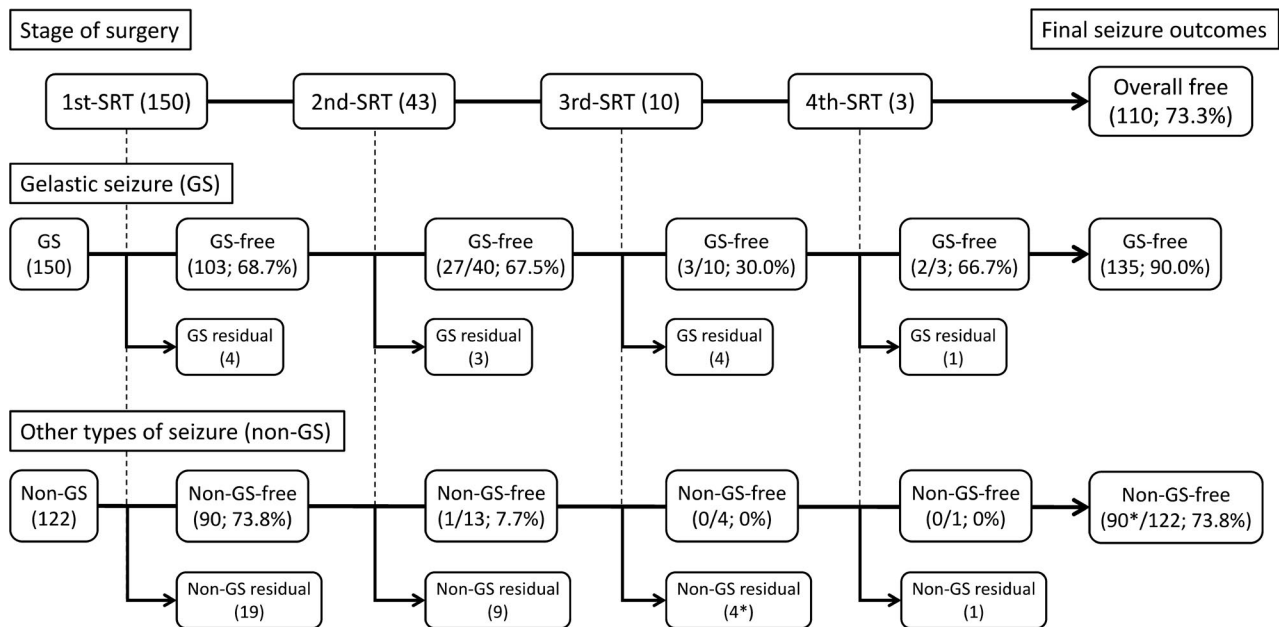 Stage of surgery
Final seizure outcomes
1st-SRT (150)
2nd-SRT (43)
3rd-SRT (10)
4th-SRT (3)
Overall free
(110; 73.3%)
Gelastic seizure (GS)
GS
(150)
GS-free
(103; 68.7%)
GS-free
(27/40; 67.5%)
GS-free
(3/10; 30.0%)
GS-free
(2/3; 66.7%)
GS-free
(135; 90.0%)
GS residual
(4)
GS residual
(3)
GS residual
(4)
GS residual
(1)
Other types of seizure (non-GS)
Non-GS
(122)
Non-GS-free
(90; 73.8%)
Non-GS-free
(1/13; 7.7%)
Non-GS-free
(0/4; 0%)
Non-GS-free
(0/1; 0%)
Non-GS-free
(90*/122; 73.8%)
Non-GS residual
(19)
Non-GS residual
(9)
Non-GS residual
(4*)
Non-GS residual
(1)